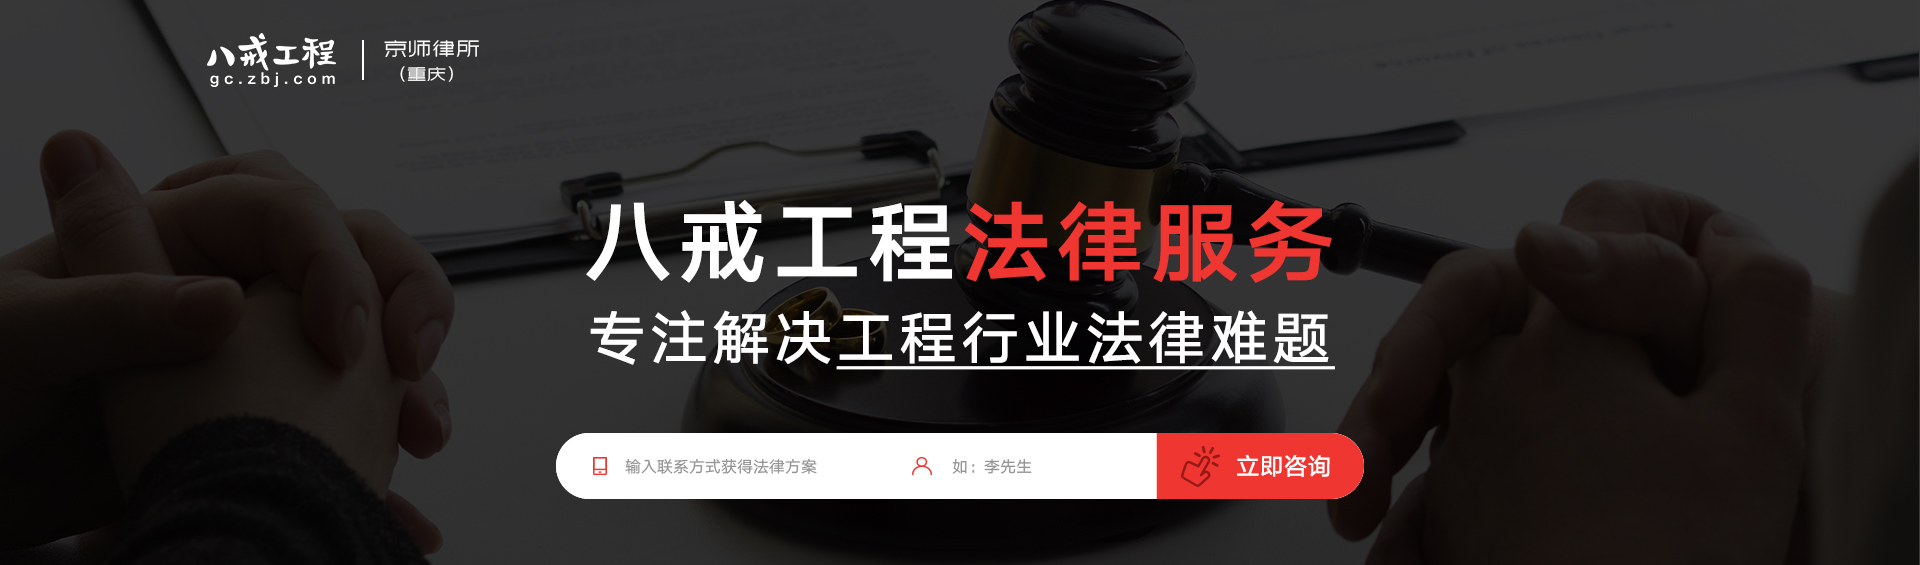 八戒工程
gc.zbj.com
京师律所
（重庆）
八戒工程法律服务
专注解决工程行业法律难题
输入联系方式获得法律方案
如：李先生
立即咨询